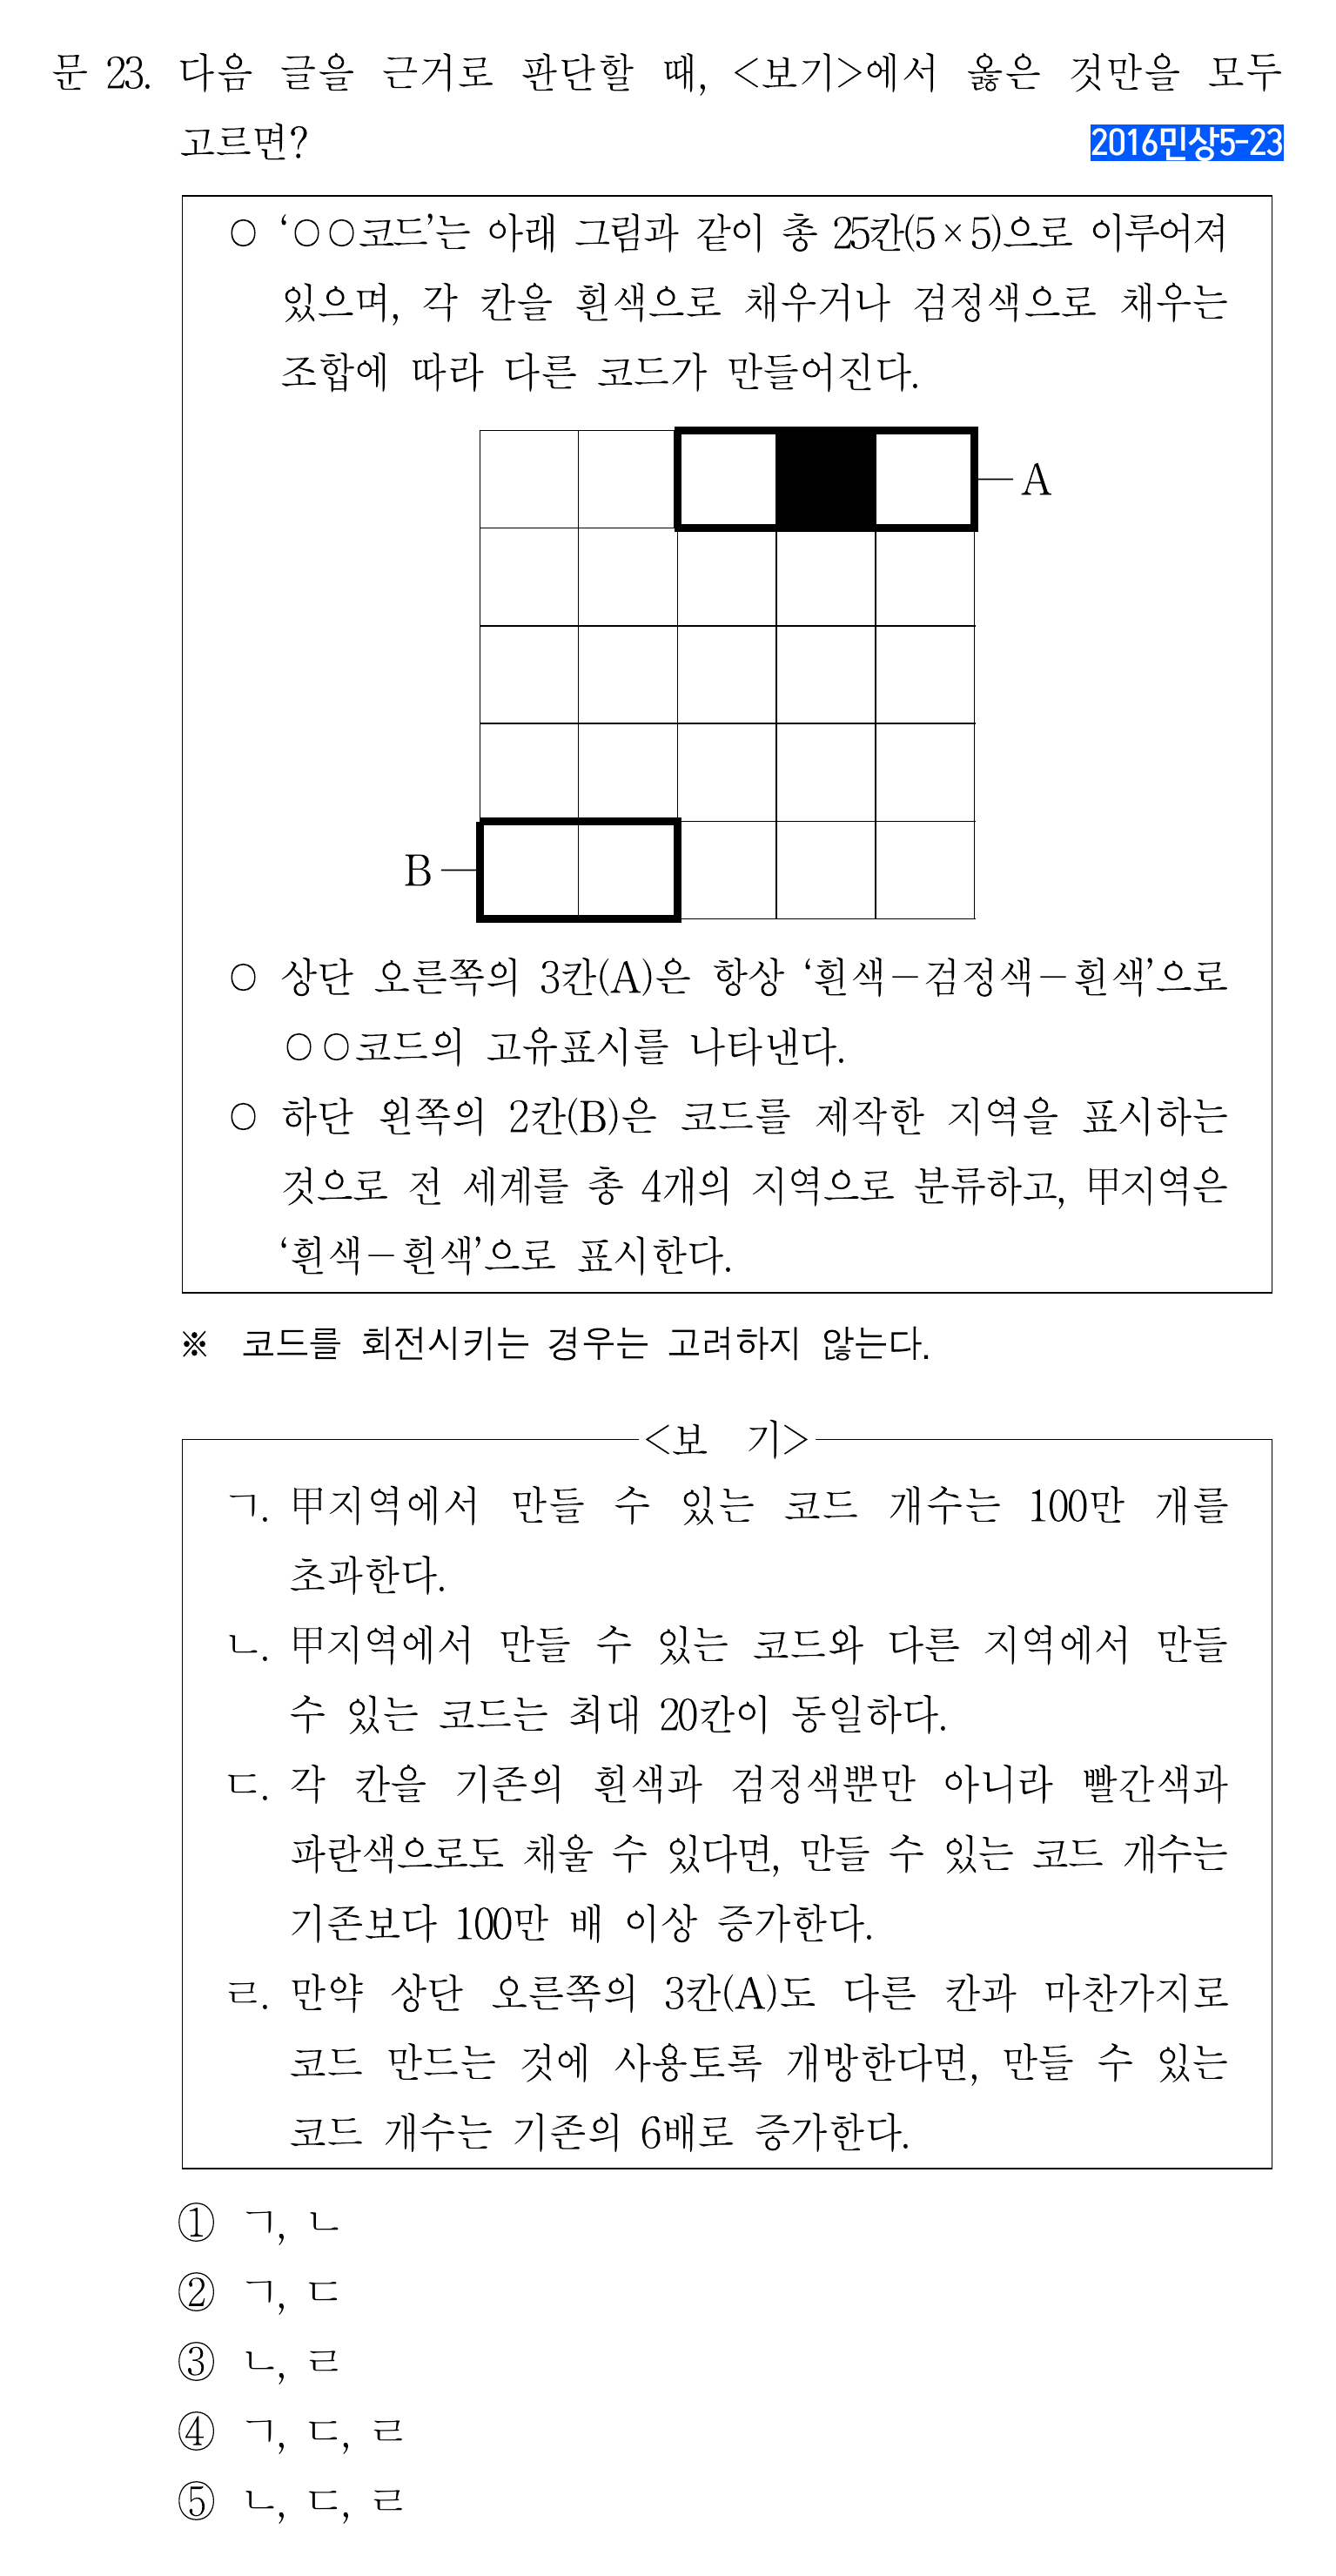 문 23. 다음 글을 근거로 판단할 때, <보기>에서 옳은 것만을 모두
고르면?
2016민상5-23
○ ‘○○코드’는 아래 그림과 같이 총 25칸(5×5)으로 이루어져
있으며, 각 칸을 흰색으로 채우거나 검정색으로 채우는
조합에 따라 다른 코드가 만들어진다.
A
B
○ 상단 오른쪽의 3칸(A)은 항상 ‘흰색－검정색－흰색’으로
○○코드의 고유표시를 나타낸다.
○ 하단 왼쪽의 2칸(B)은 코드를 제작한 지역을 표시하는
것으로 전 세계를 총 4개의 지역으로 분류하고, 甲지역은
‘흰색－흰색’으로 표시한다.
※ 코드를 회전시키는 경우는 고려하지 않는다.
<보 기>
ㄱ. 甲지역에서 만들 수 있는 코드 개수는 100만 개를
초과한다.
ㄴ. 甲지역에서 만들 수 있는 코드와 다른 지역에서 만들
수 있는 코드는 최대 20칸이 동일하다.
ㄷ. 각 칸을 기존의 흰색과 검정색뿐만 아니라 빨간색과
파란색으로도 채울 수 있다면, 만들 수 있는 코드 개수는
기존보다 100만 배 이상 증가한다.
ㄹ. 만약 상단 오른쪽의 3칸(A)도 다른 칸과 마찬가지로
코드 만드는 것에 사용토록 개방한다면, 만들 수 있는
코드 개수는 기존의 6배로 증가한다.
① ㄱ, ㄴ
② ㄱ, ㄷ
③ ㄴ, ㄹ
④ ㄱ, ㄷ, ㄹ
⑤ ㄴ, ㄷ, ㄹ